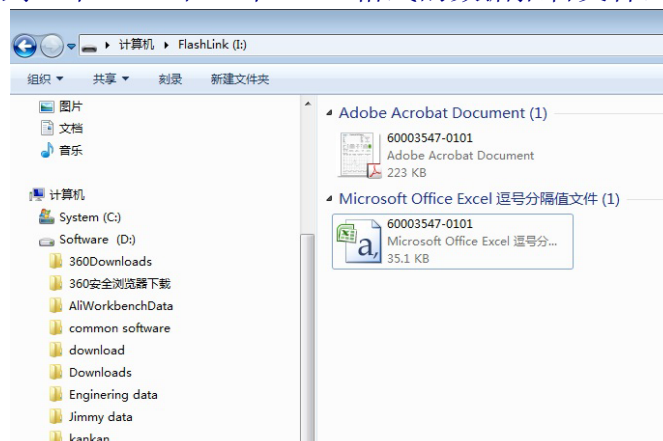 计算机 ▸ FlashLink (I:)
组织 共享 刻录 新建文件夹
图片
文档
音乐
计算机
System (C:)
Software (D:)
360Downloads
360安全浏览器下载
AliWorkbenchData
common software
download
Downloads
Enginering data
Jimmy data
kankan
Adobe Acrobat Document (1)
60003547-0101
Adobe Acrobat Document
223 KB
Microsoft Office Excel 逗号分隔值文件 (1)
60003547-0101
Microsoft Office Excel 逗号分...
35.1 KB